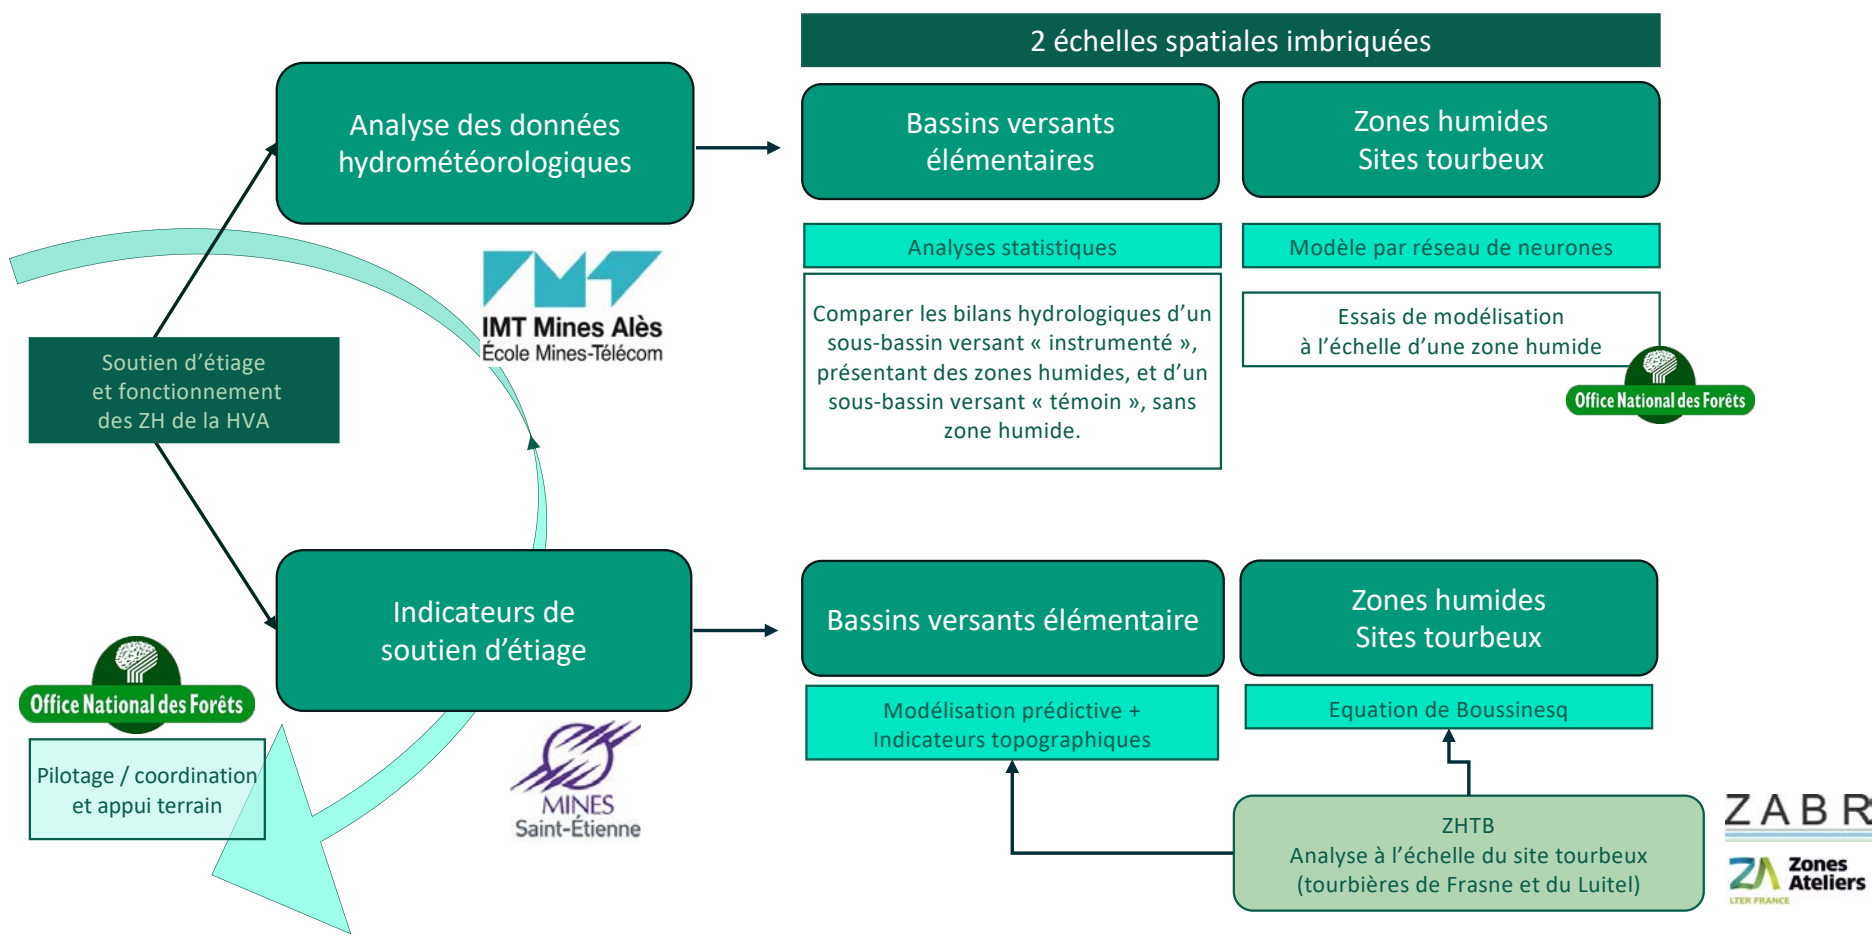 2 échelles spatiales imbriquées
Analyse des données
hydrométéorologiques
Bassins versants
élémentaires
Zones humides
Sites tourbeux
Analyses statistiques
Modèle par réseau de neurones
Comparer les bilans hydrologiques d’un
sous-bassin versant « instrumenté »,
présentant des zones humides, et d’un
sous-bassin versant « témoin », sans
zone humide.
Essais de modélisation
à l’échelle d’une zone humide
Office National des Forêts
IMT Mines Alès
École Mines-Télécom
Soutien d’étiage
et fonctionnement
des ZH de la HVA
Indicateurs de
soutien d’étiage
Bassins versants élémentaire
Zones humides
Sites tourbeux
Modélisation prédictive +
Indicateurs topographiques
Equation de Boussinesq
Office National des Forêts
Pilotage / coordination
et appui terrain
MINES
Saint-Étienne
ZHTB
Analyse à l’échelle du site tourbeux
(tourbières de Frasne et du Luitel)
ZABR
ZA Zones
Ateliers
LTER FRANCE